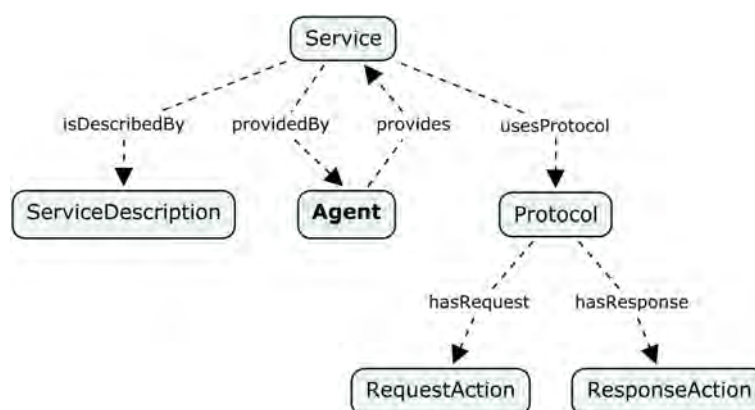 Service
isDescribedBy providedBy provides usesProtocol
ServiceDescription Agent Protocol
hasRequest hasResponse
RequestAction ResponseAction